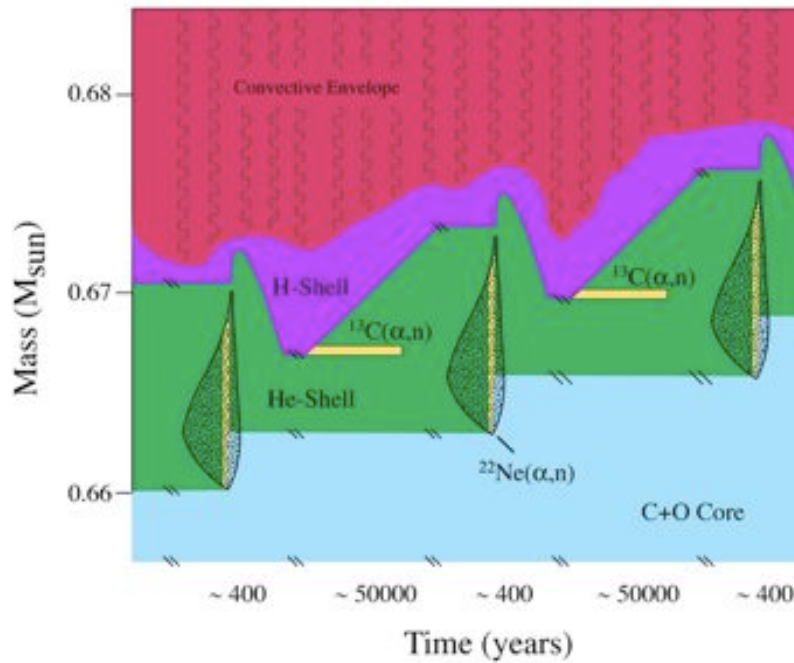 0.68
Convective Envelope
Mass (Msun)
0.67
H-Shell
¹³C(α,n)
¹³C(α,n)
He-Shell
²²Ne(α,n)
0.66
C+O Core
~ 400 ~ 50000 ~ 400 ~ 50000 ~ 400
Time (years)